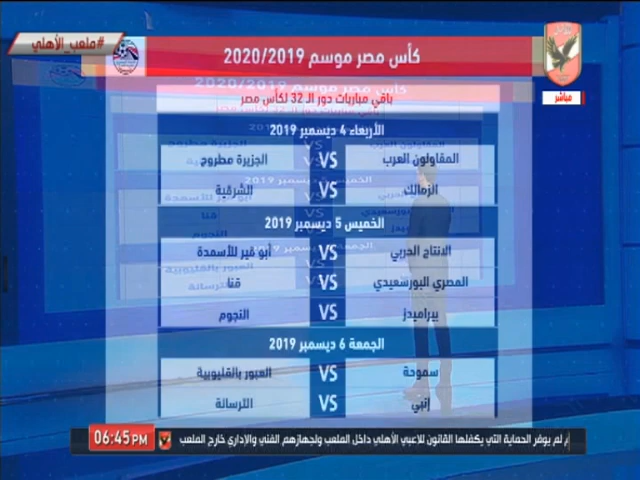 #ملعب_الأهلي
كأس مصر موسم 2020/2019
مباشر
باقي مباريات دور الـ 32 لكأس مصر
الأربعاء 4 ديسمبر 2019
المقاولون العرب VS الجزيرة مطروح
الزمالك VS الشرقية
الخميس 5 ديسمبر 2019
الانتاج الحربي VS أبو قير للأسمدة
المصري البورسعيدي VS قنا
بيراميدز VS النجوم
الجمعة 6 ديسمبر 2019
سموحة VS العبور بالقليوبية
إنبي VS الترسانة
لم يوفر الحماية التي يكفلها القانون للاعبي الأهلي داخل الملعب ولجهازهم الفني والإداري خارج الملعب
06:45 PM